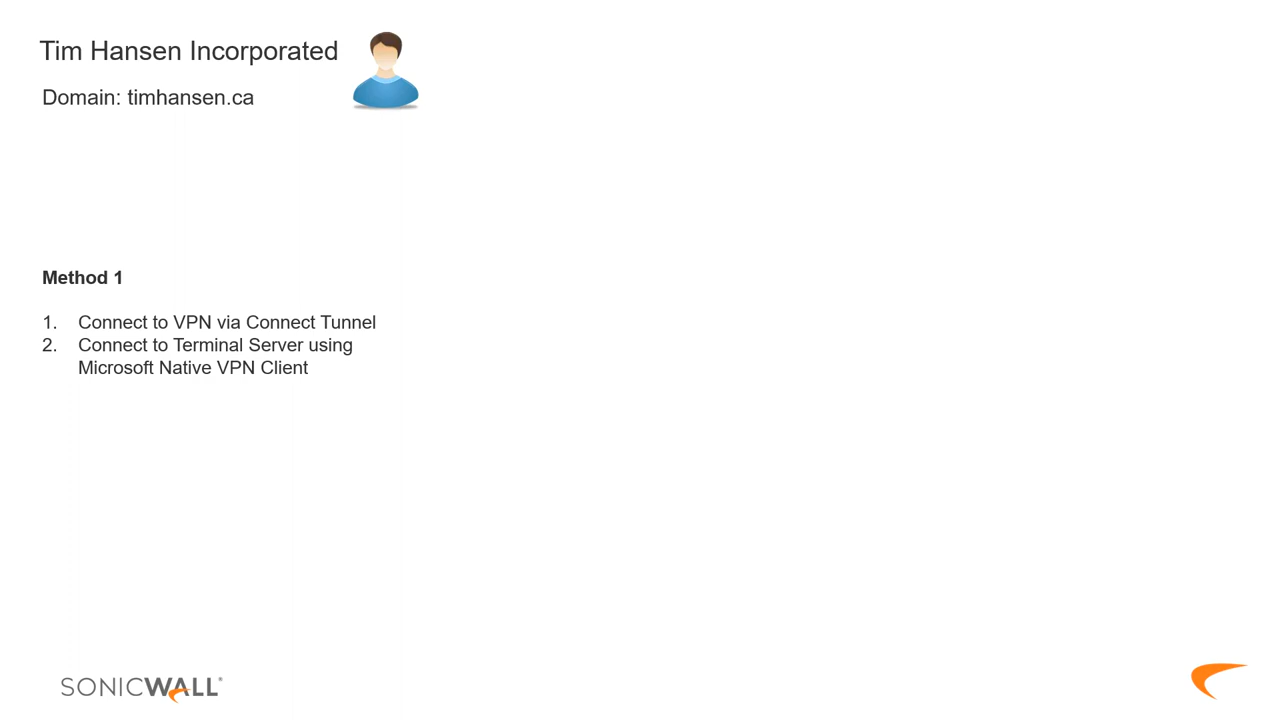 Tim Hansen Incorporated
Domain: timhansen.ca
Method 1
1. Connect to VPN via Connect Tunnel
2. Connect to Terminal Server using
Microsoft Native VPN Client
SONICWALL®